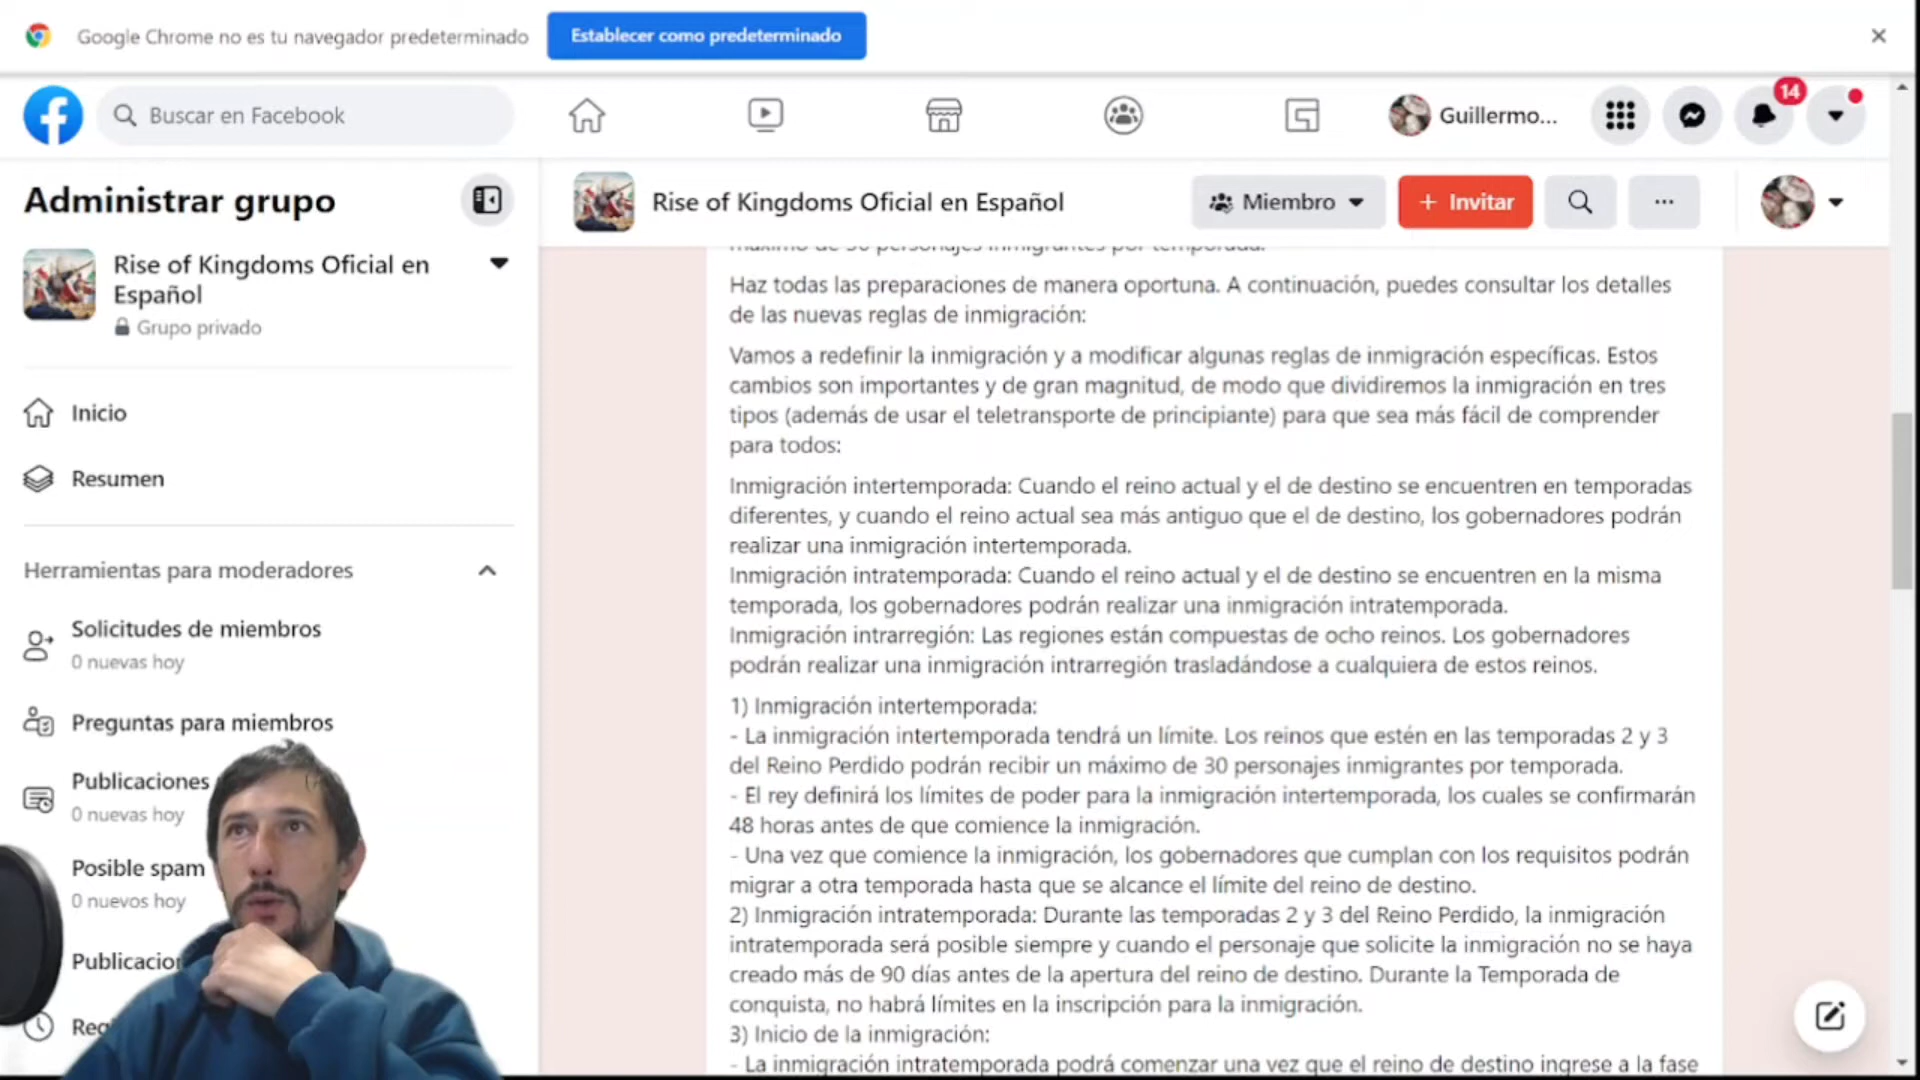 Google Chrome no es tu navegador predeterminado
Establecer como predeterminado
Buscar en Facebook
Guillermo...
14
Administrar grupo
Rise of Kingdoms Oficial en Español
Miembro
+ Invitar
Rise of Kingdoms Oficial en
Español
Grupo privado
Inicio
Resumen
Herramientas para moderadores
Solicitudes de miembros
0 nuevas hoy
Preguntas para miembros
Publicaciones
0 nuevas hoy
Posible spam
0 nuevos hoy
máximo de 30 personajes inmigrantes por temporada.
Haz todas las preparaciones de manera oportuna. A continuación, puedes consultar los detalles
de las nuevas reglas de inmigración:
Vamos a redefinir la inmigración y a modificar algunas reglas de inmigración específicas. Estos
cambios son importantes y de gran magnitud, de modo que dividiremos la inmigración en tres
tipos (además de usar el teletransporte de principiante) para que sea más fácil de comprender
para todos:
Inmigración intertemporada: Cuando el reino actual y el de destino se encuentren en temporadas
diferentes, y cuando el reino actual sea más antiguo que el de destino, los gobernadores podrán
realizar una inmigración intertemporada.
Inmigración intratemporada: Cuando el reino actual y el de destino se encuentren en la misma
temporada, los gobernadores podrán realizar una inmigración intratemporada.
Inmigración intrarregión: Las regiones están compuestas de ocho reinos. Los gobernadores
podrán realizar una inmigración intrarregión trasladándose a cualquiera de estos reinos.
1) Inmigración intertemporada:
- La inmigración intertemporada tendrá un límite. Los reinos que estén en las temporadas 2 y 3
del Reino Perdido podrán recibir un máximo de 30 personajes inmigrantes por temporada.
- El rey definirá los límites de poder para la inmigración intertemporada, los cuales se confirmarán
48 horas antes de que comience la inmigración.
- Una vez que comience la inmigración, los gobernadores que cumplan con los requisitos podrán
migrar a otra temporada hasta que se alcance el límite del reino de destino.
2) Inmigración intratemporada: Durante las temporadas 2 y 3 del Reino Perdido, la inmigración
intratemporada será posible siempre y cuando el personaje que solicite la inmigración no se haya
creado más de 90 días antes de la apertura del reino de destino. Durante la Temporada de
conquista, no habrá límites en la inscripción para la inmigración.
3) Inicio de la inmigración:
- La inmigración intratemporada podrá comenzar una vez que el reino de destino ingrese a la fase